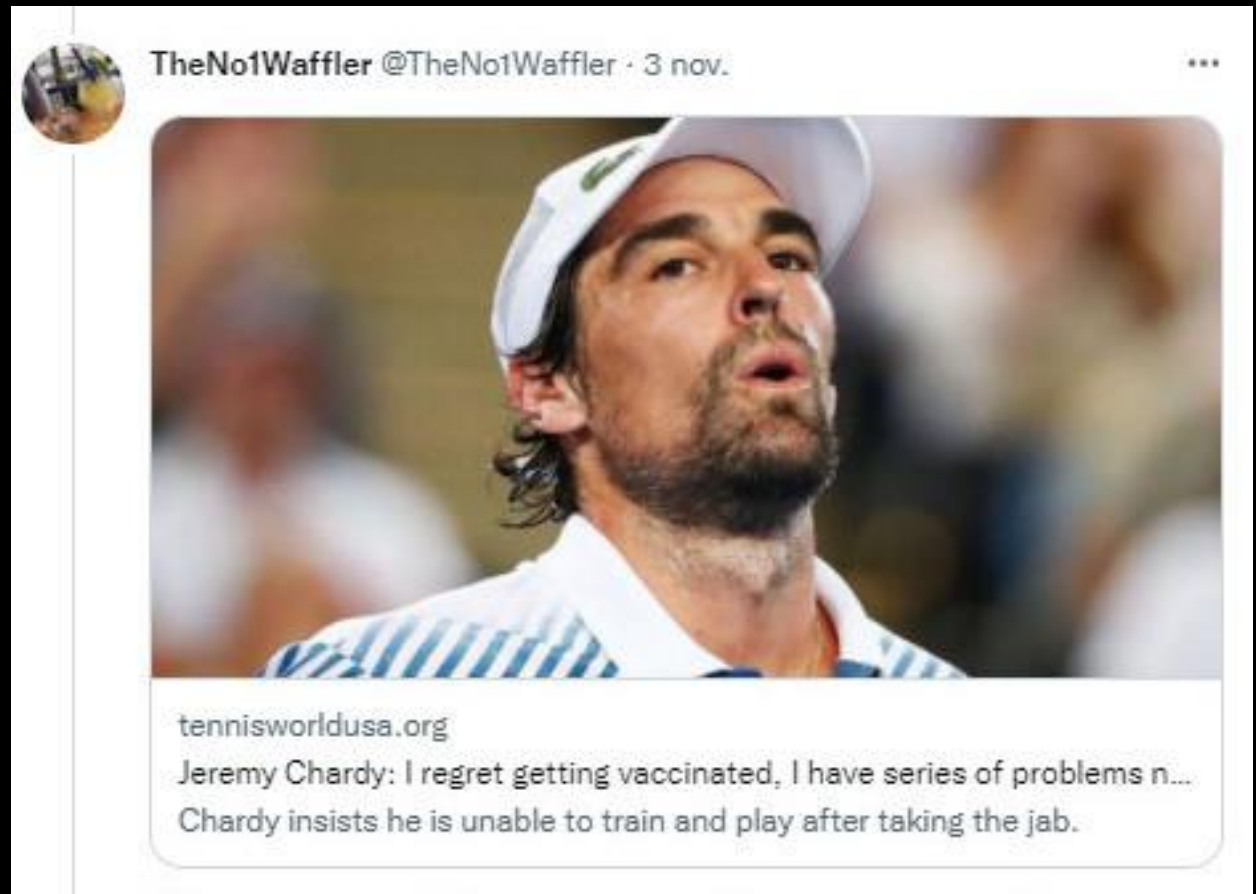 TheNo1Waffler @TheNo1Waffler · 3 nov.
tennisworldusa.org
Jeremy Chardy: I regret getting vaccinated, I have series of problems n...
Chardy insists he is unable to train and play after taking the jab.